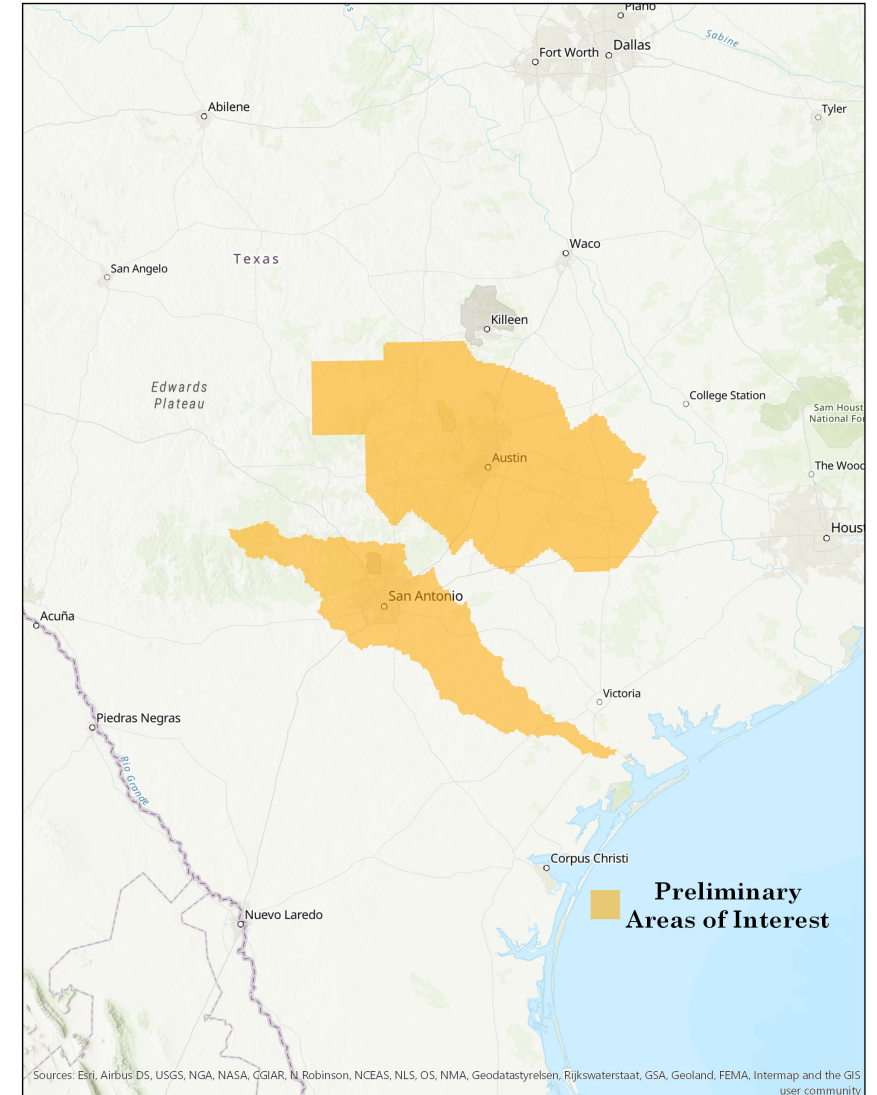 Plano
Fort Worth
Dallas
Sabine
Abilene
Tyler
Waco
Texas
San Angelo
Killeen
Edwards
Plateau
College Station
Sam Houst
National For
Austin
The Wood
Houst
San Antonio
Acuña
Victoria
Piedras Negras
Rio Grande
Corpus Christi
Preliminary
Areas of Interest
Nuevo Laredo
Sources: Esri, Airbus DS, USGS, NGA, NASA, CGIAR, N Robinson, NCEAS, NLS, OS, NMA, Geodatastyrelsen, Rijkswaterstaat, GSA, Geoland, FEMA, Intermap and the GIS
user community